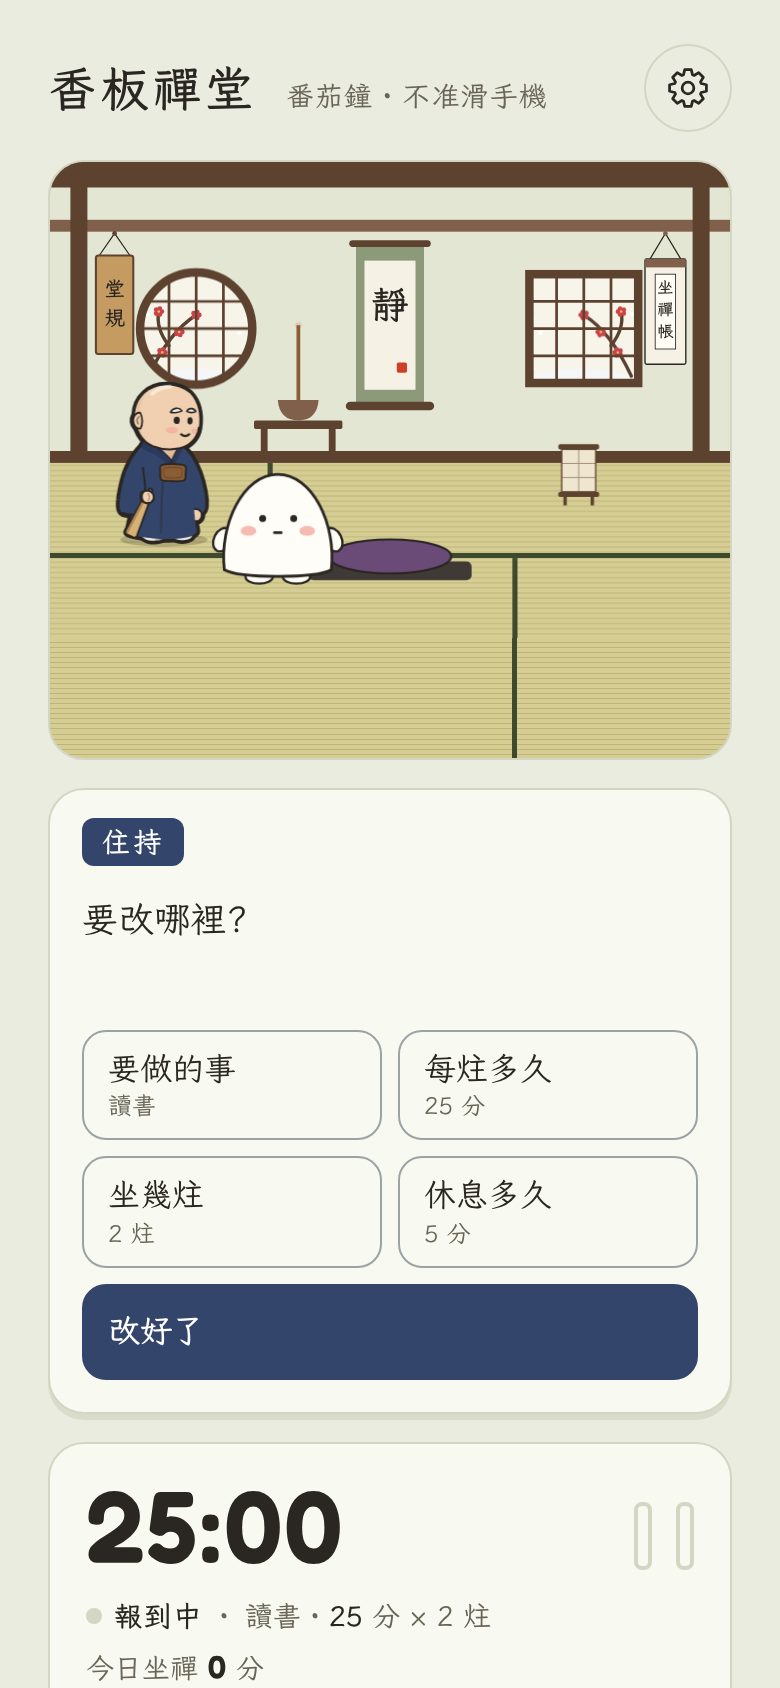 香板禪堂
番茄鐘・不准滑手機
堂規
靜
坐禪帳
住持
要改哪裡?
要做的事
讀書
每炷多久
25 分
坐幾炷
2 炷
休息多久
5 分
改好了
25:00
報到中 · 讀書・25 分 × 2 炷
今日坐禪 0 分